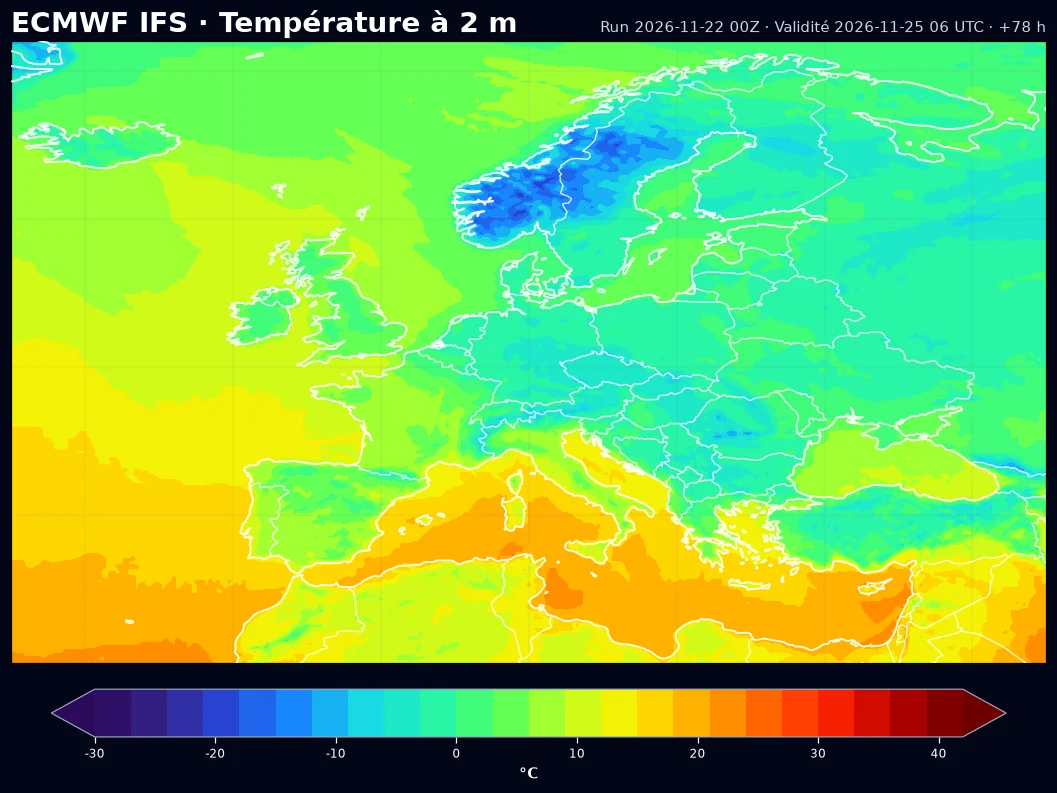 ECMWF IFS · Température à 2 m
Run 2026-11-22 00Z · Validité 2026-11-25 06 UTC · +78 h
-30 -20 -10 0 10 20 30 40
°C